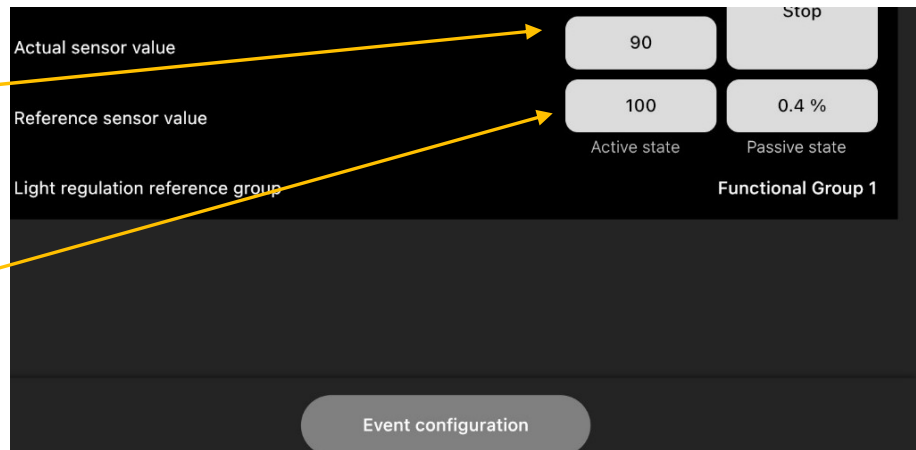 Stop
Actual sensor value 90
Reference sensor value 100 0.4 %
Active state Passive state
Light regulation reference group Functional Group 1
Event configuration